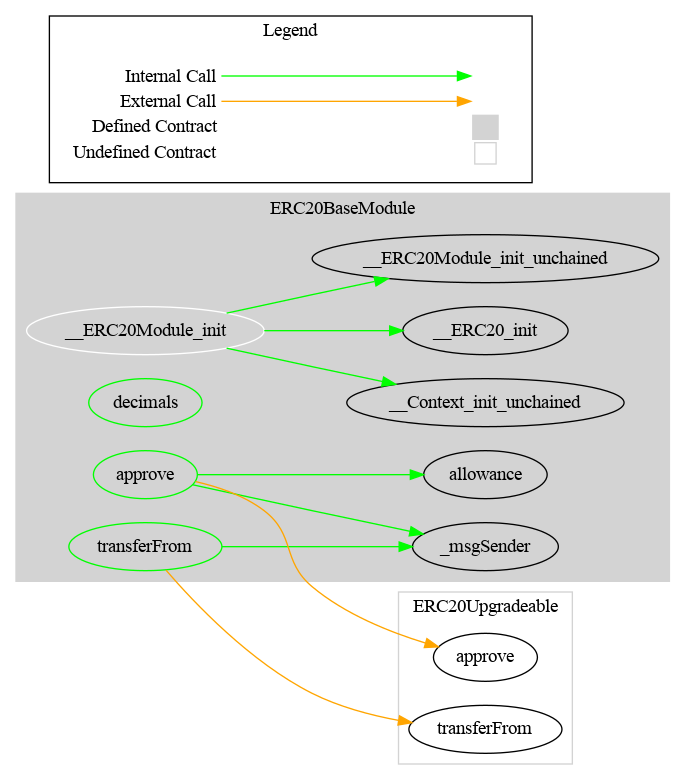 Legend
Internal Call
External Call
Defined Contract
Undefined Contract
ERC20BaseModule
__ERC20Module_init_unchained
__ERC20Module_init
__ERC20_init
__Context_init_unchained
decimals
approve
allowance
transferFrom
_msgSender
ERC20Upgradeable
approve
transferFrom